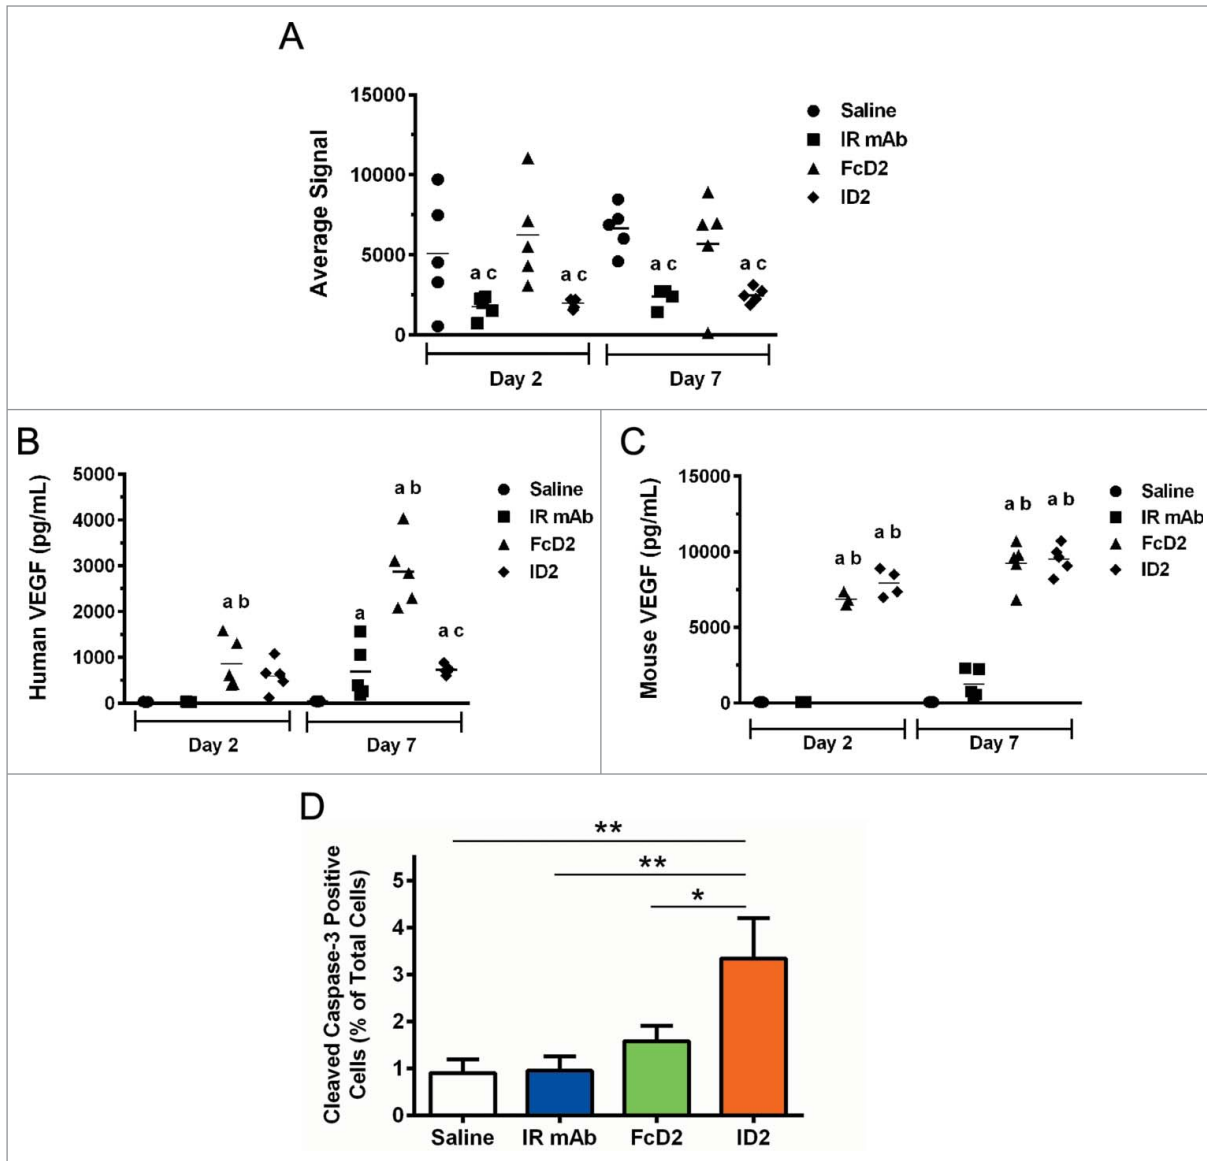 A
Average Signal
15000
10000
5000
0
a c
a c
a c
a c
Day 2
Day 7
Saline
IR mAb
FcD2
ID2
B
Human VEGF (pg/mL)
5000
4000
3000
2000
1000
0
a b
a
a b
a c
Day 2
Day 7
Saline
IR mAb
FcD2
ID2
C
Mouse VEGF (pg/mL)
15000
10000
5000
0
a b
a b
a b
a b
Day 2
Day 7
Saline
IR mAb
FcD2
ID2
D
Cleaved Caspase-3 Positive
Cells (% of Total Cells)
5
4
3
2
1
0
**
**
*
Saline
IR mAb
FcD2
ID2